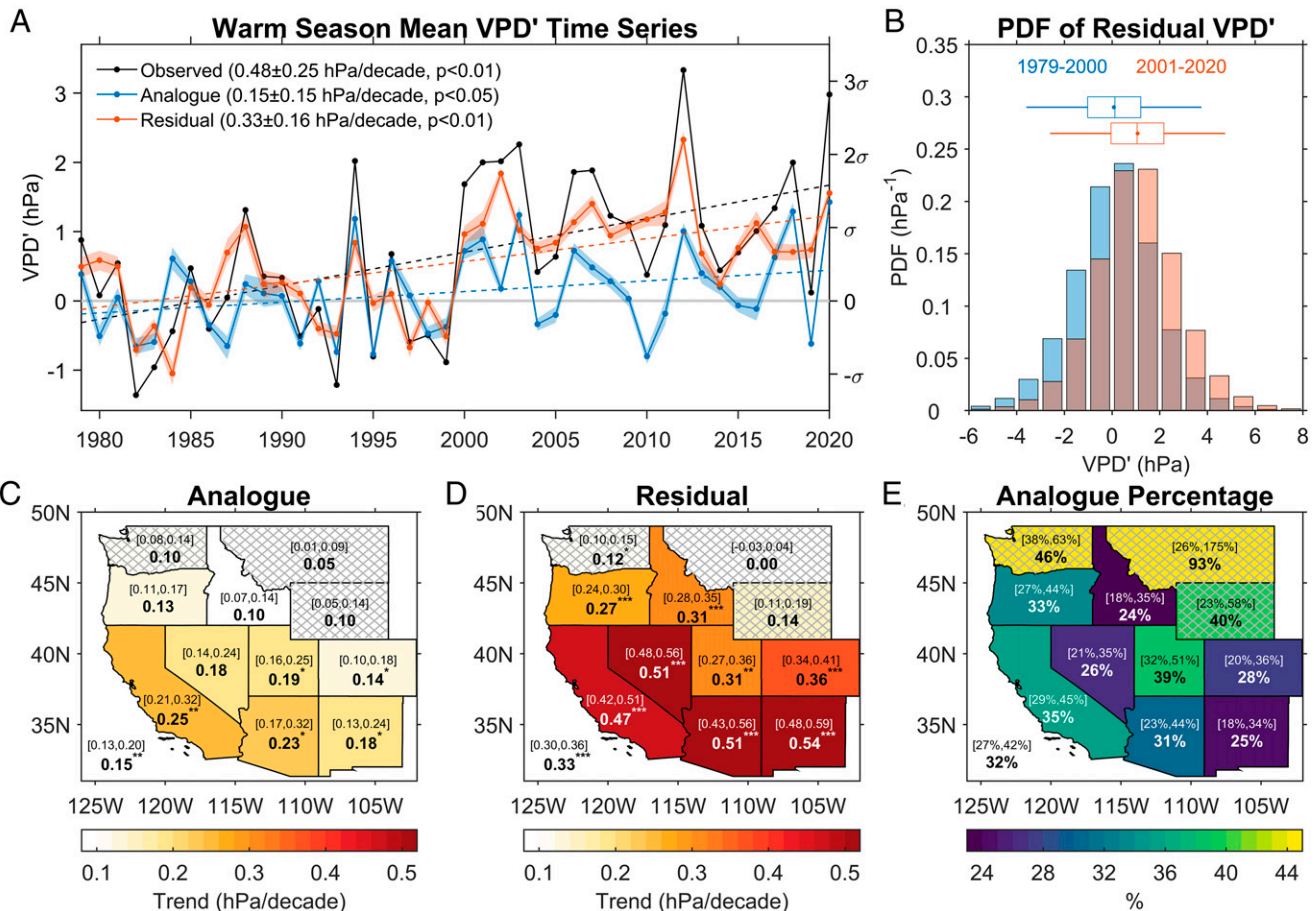 A
Warm Season Mean VPD' Time Series
Observed (0.48±0.25 hPa/decade, p<0.01)
Analogue (0.15±0.15 hPa/decade, p<0.05)
Residual (0.33±0.16 hPa/decade, p<0.01)
VPD' (hPa)
3
2
1
0
-1
3σ
2σ
σ
0
-σ
1980 1985 1990 1995 2000 2005 2010 2015 2020
B
PDF of Residual VPD'
1979-2000 2001-2020
PDF (hPa-1)
0.35
0.3
0.25
0.2
0.15
0.1
0.05
0
-6 -4 -2 0 2 4 6 8
VPD' (hPa)
C
Analogue
50N
45N
40N
35N
[0.08,0.14]
0.10
[0.01,0.09]
0.05
[0.11,0.17]
0.13
[0.07,0.14]
0.10
[0.05,0.14]
0.10
[0.14,0.24]
0.18
[0.16,0.25]
0.19*
[0.10,0.18]
0.14*
[0.21,0.32]
0.25**
[0.17,0.32]
0.23*
[0.13,0.24]
0.18*
[0.13,0.20]
0.15**
125W 120W 115W 110W 105W
0.1 0.2 0.3 0.4 0.5
Trend (hPa/decade)
D
Residual
50N
45N
40N
35N
[0.10,0.15]
0.12*
[-0.03,0.04]
0.00
[0.24,0.30]
0.27***
[0.28,0.35]
0.31***
[0.11,0.19]
0.14
[0.48,0.56]
0.51***
[0.27,0.36]
0.31**
[0.34,0.41]
0.36***
[0.42,0.51]
0.47***
[0.43,0.56]
0.51***
[0.48,0.59]
0.54***
[0.30,0.36]
0.33***
125W 120W 115W 110W 105W
0.1 0.2 0.3 0.4 0.5
Trend (hPa/decade)
E
Analogue Percentage
50N
45N
40N
35N
[38%,63%]
46%
[26%,175%]
93%
[27%,44%]
33%
[18%,35%]
24%
[23%,58%]
40%
[21%,35%]
26%
[32%,51%]
39%
[20%,36%]
28%
[29%,45%]
35%
[23%,44%]
31%
[18%,34%]
25%
[27%,42%]
32%
125W 120W 115W 110W 105W
24 28 32 36 40 44
%